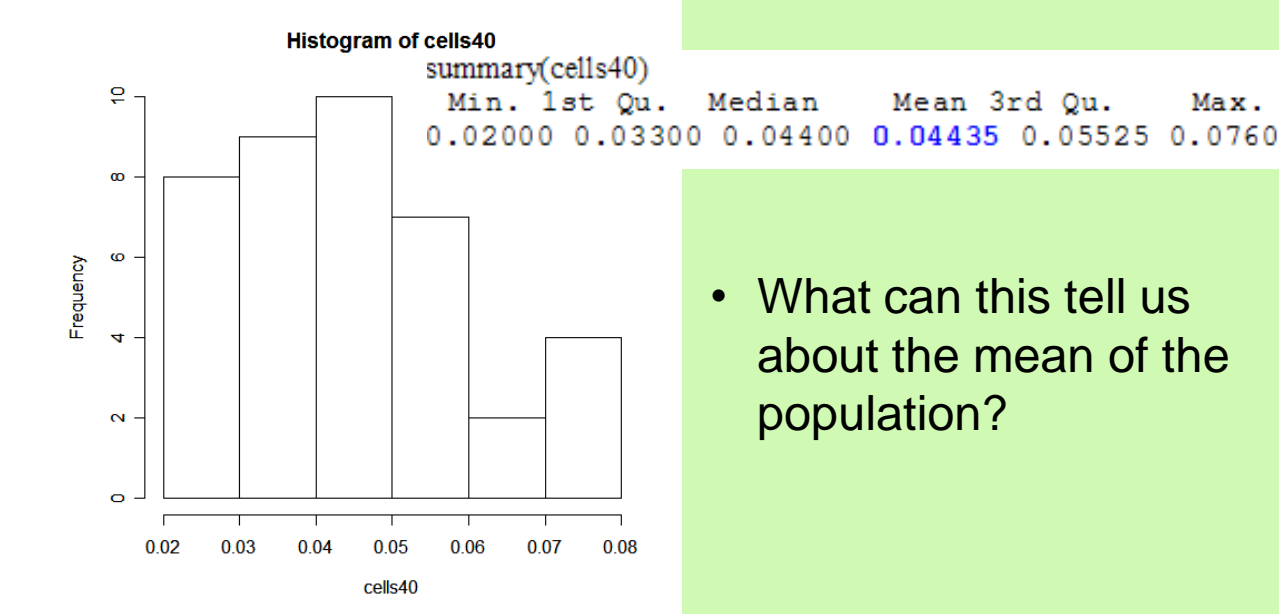 Histogram of cells40
summary(cells40)
Min. 1st Qu. Median Mean 3rd Qu. Max.
0.02000 0.03300 0.04400 0.04435 0.05525 0.0760
10
8
6
4
2
0
Frequency
0.02 0.03 0.04 0.05 0.06 0.07 0.08
cells40
• What can this tell us
about the mean of the
population?